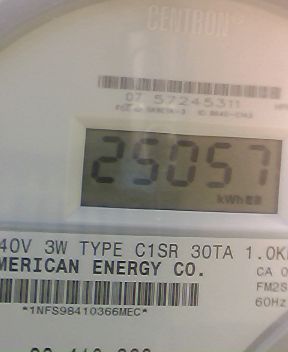 CENTRON®
07 57245311
25057
kWh
40V 3W TYPE C1SR 30TA 1.0K
MERICAN ENERGY CO.
CA 0
FM2S
60Hz
*1NFS98410366MEC*